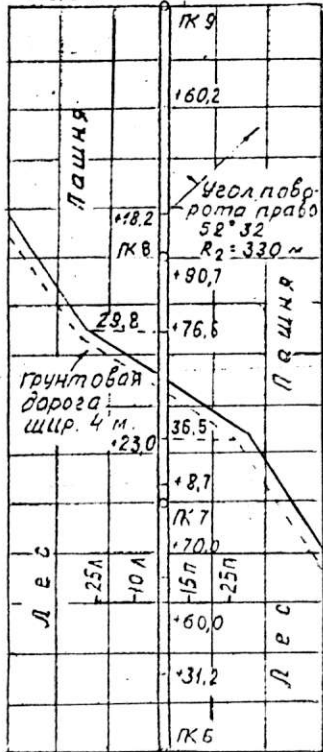 ПК 9
+60,2
Пашня
Угол пово-
рота право
52°32
R₂ = 330 м
+18,2
ПК 8
+90,7
29,8
+76,6
Пашня
Грунтовая
дорога
шир. 4 м.
36,5
+23,0
+8,7
ПК 7
+70,0
Лес
-25Л
-10Л
-15П
-25П
+60,0
Лес
+31,2
ПК 6